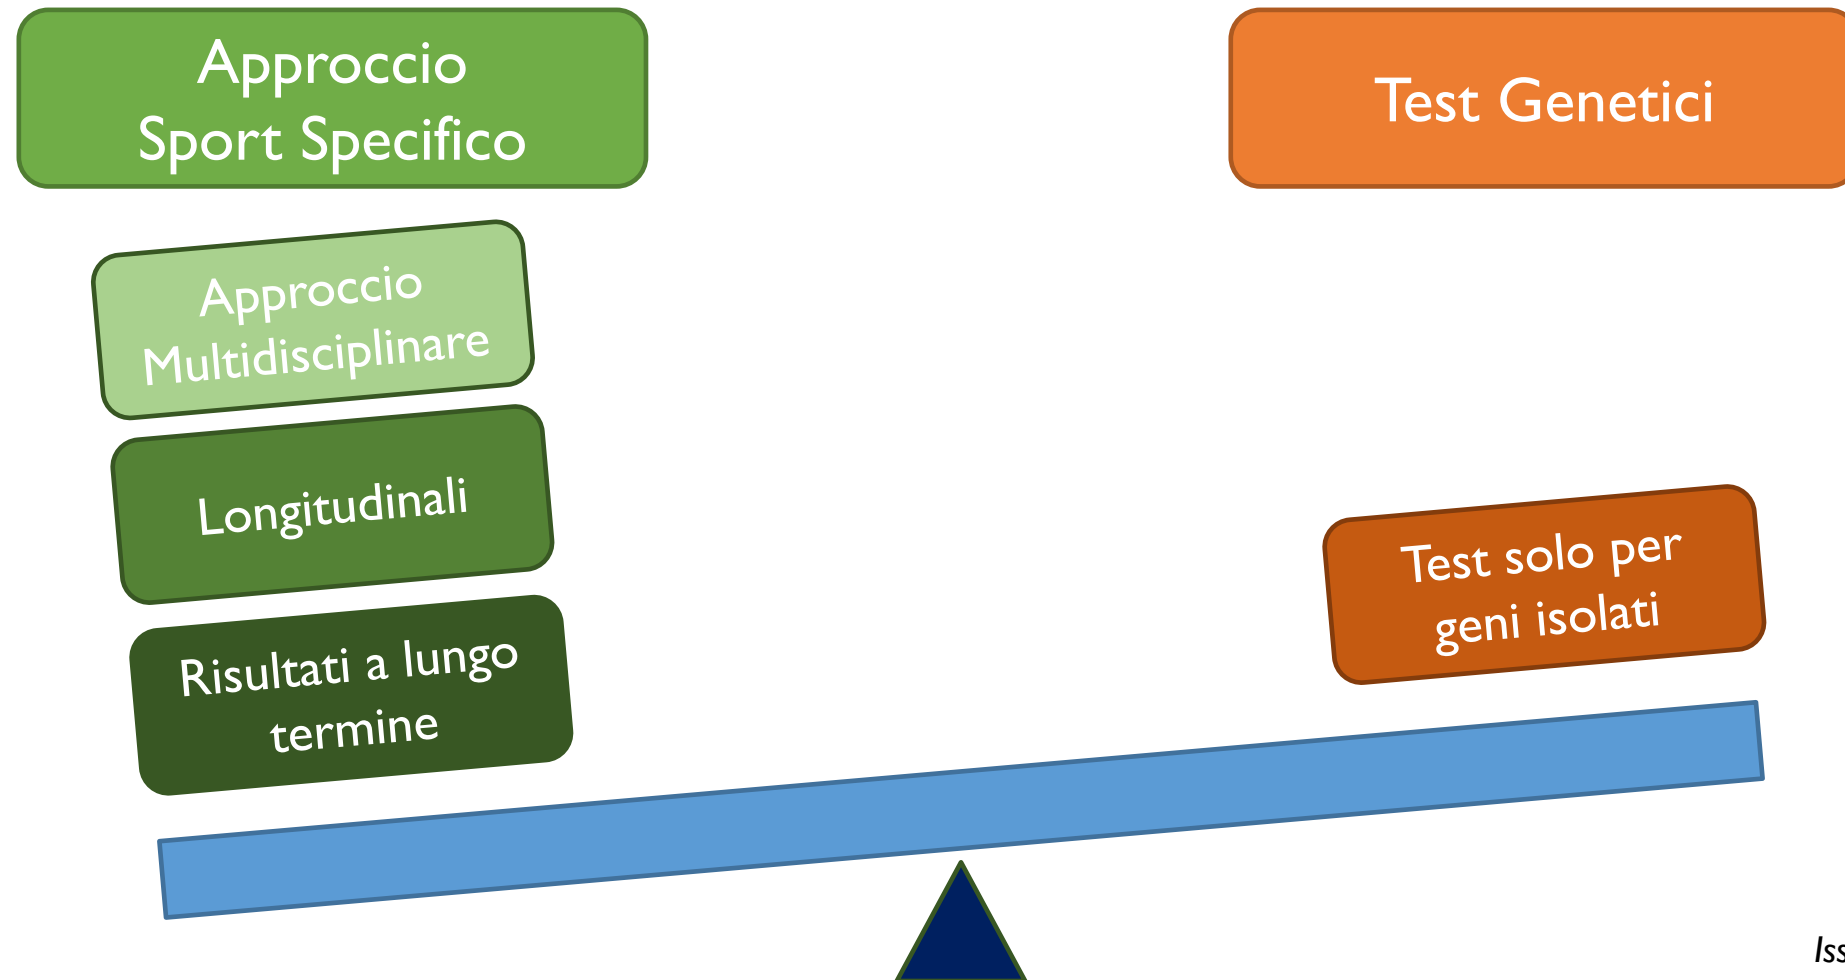 Approccio
Sport Specifico
Test Genetici
Approccio
Multidisciplinare
Longitudinali
Risultati a lungo
termine
Test solo per
geni isolati